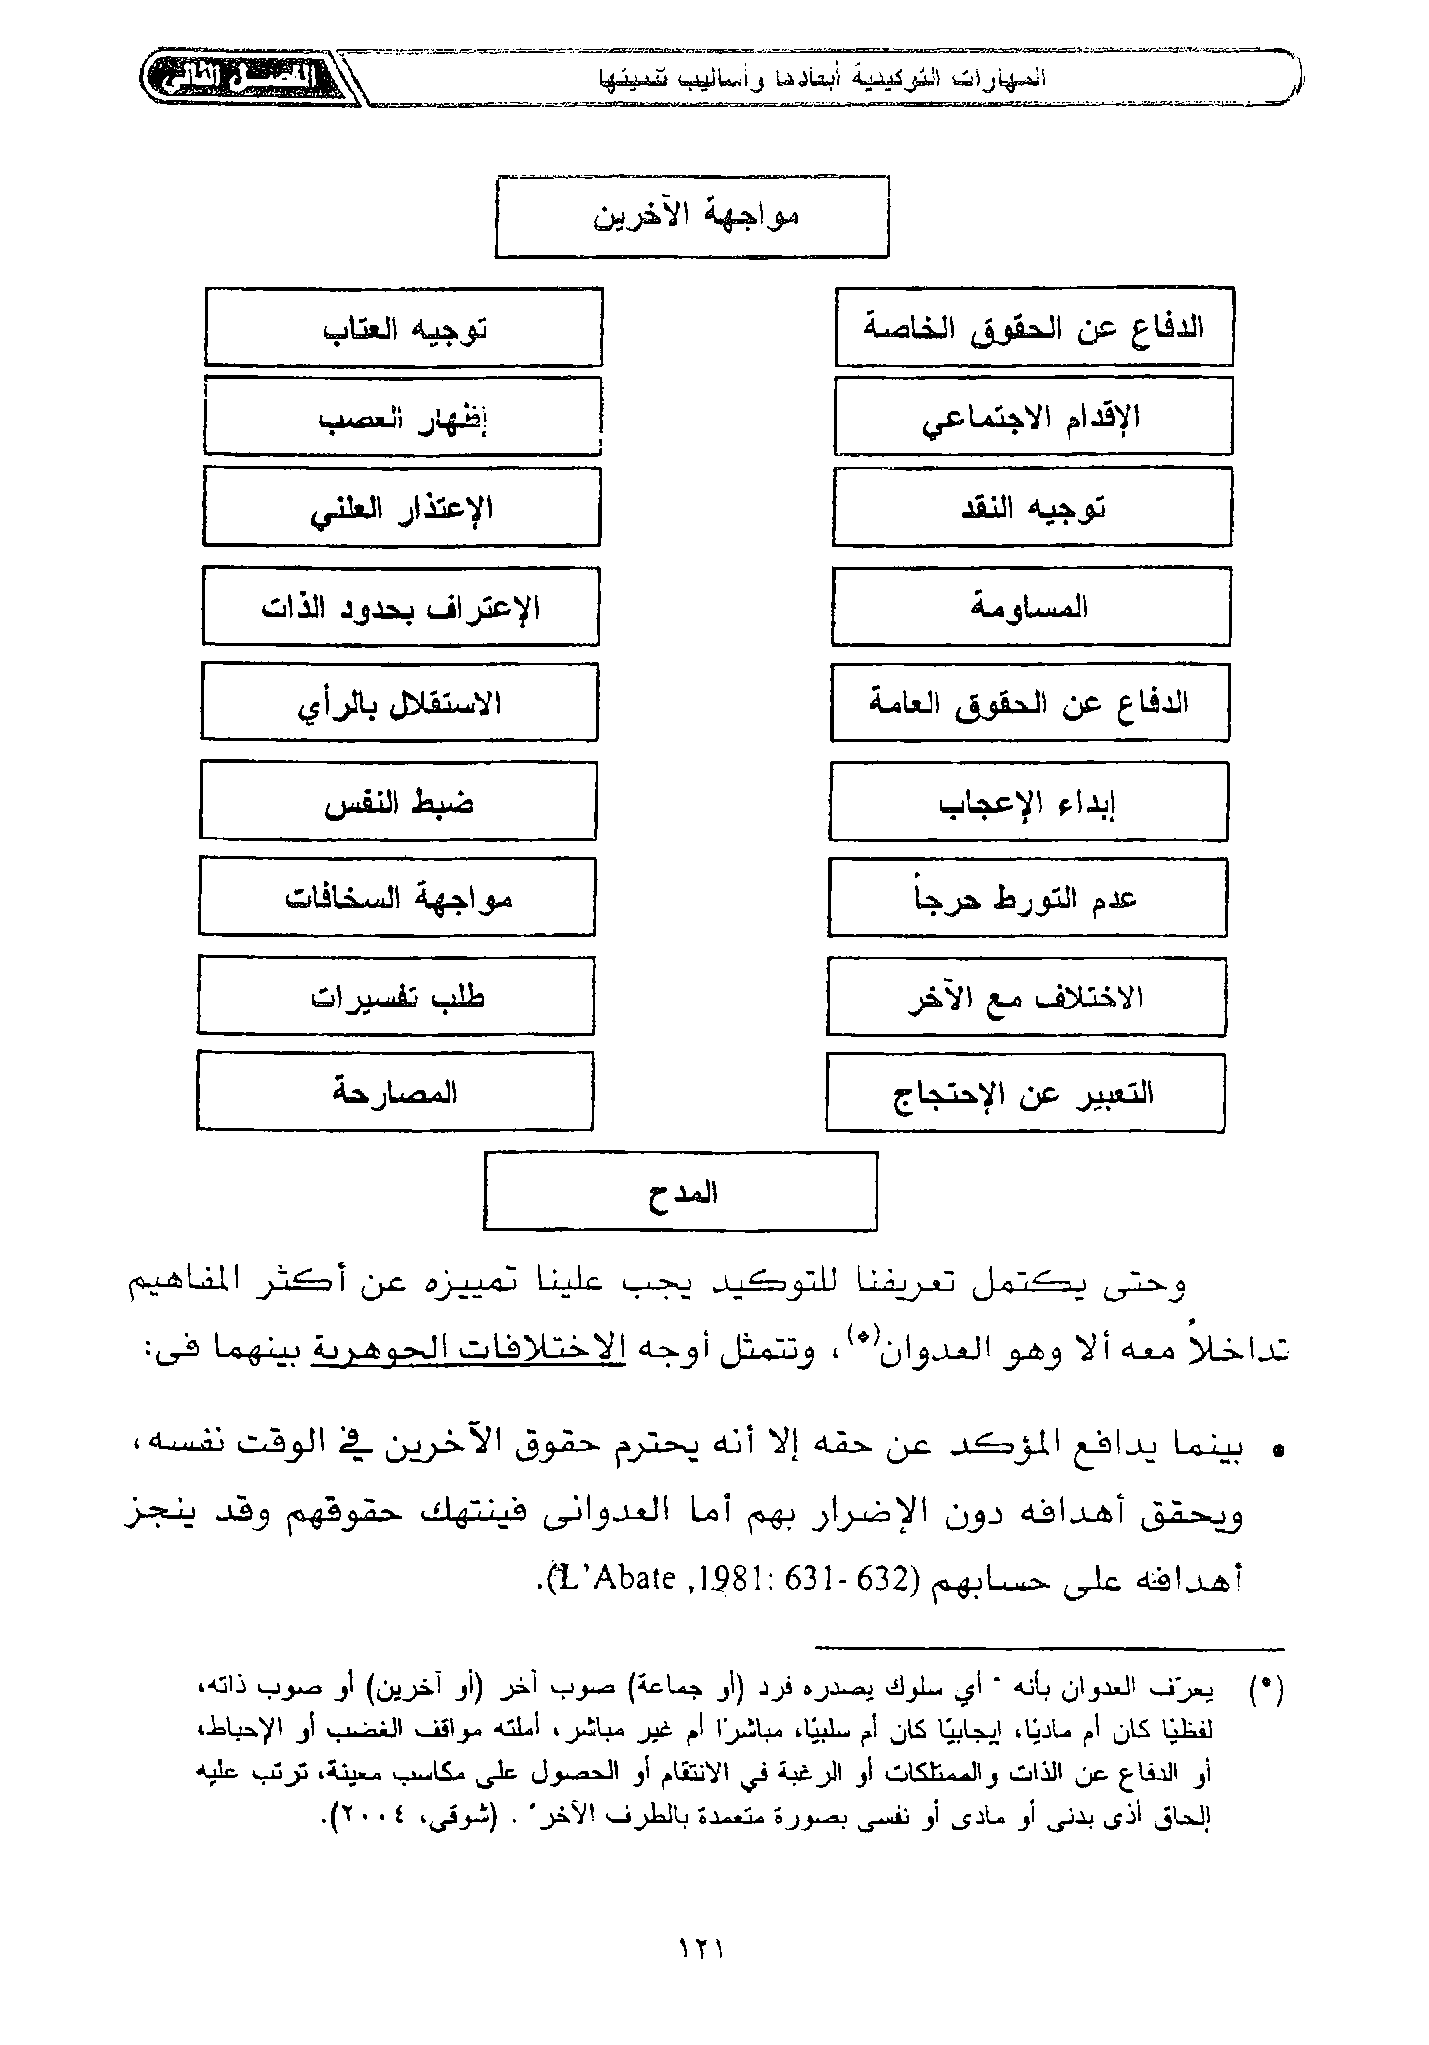 المهارات التوكيدية أبعادها وأساليب تنميتها
الفصل الثانى
مواجهة الآخرين
الدفاع عن الحقوق الخاصة
توجيه العتاب
الإقدام الاجتماعي
إظهار العصب
توجيه النقد
الإعتذار العلني
المساومة
الإعتراف بحدود الذات
الدفاع عن الحقوق العامة
الاستقلال بالرأي
إبداء الإعجاب
ضبط النفس
عدم التورط حرجاً
مواجهة السخافات
الاختلاف مع الآخر
طلب تفسيرات
التعبير عن الإحتجاج
المصارحة
المدح
وحتى يكتمل تعريفنا للتوكيد يجب علينا تمييزه عن أكثر المفاهيم
تداخلاً معه ألا وهو العدوان(*)، وتتمثل أوجه الاختلافات الجوهرية بينهما فى:
• بينما يدافع المؤكد عن حقه إلا أنه يحترم حقوق الآخرين في الوقت نفسه،
ويحقق أهدافه دون الإضرار بهم أما العدوانى فينتهك حقوقهم وقد ينجز
أهدافه على حسابهم (L'Abate ,1981: 631- 632).
(*) يعرّف العدوان بأنه " أي سلوك يصدره فرد (أو جماعة) صوب آخر (أو آخرين) أو صوب ذاته،
لفظيًا كان أم ماديًا، إيجابيًا كان أم سلبيًا، مباشرًا أم غير مباشر، أملته مواقف الغضب أو الإحباط،
أو الدفاع عن الذات والممتلكات أو الرغبة في الانتقام أو الحصول على مكاسب معينة، ترتب عليه
إلحاق أذى بدنى أو مادى أو نفسى بصورة متعمدة بالطرف الآخر" . (شوقي، ٢٠٠٤).
١٢١